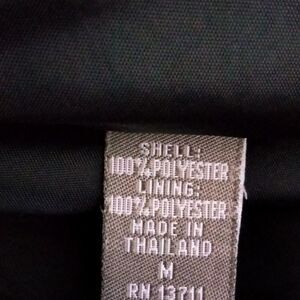 SHELL:
100%POLYESTER
LINING:
100%POLYESTER
MADE IN
THAILAND
M
RN 13711